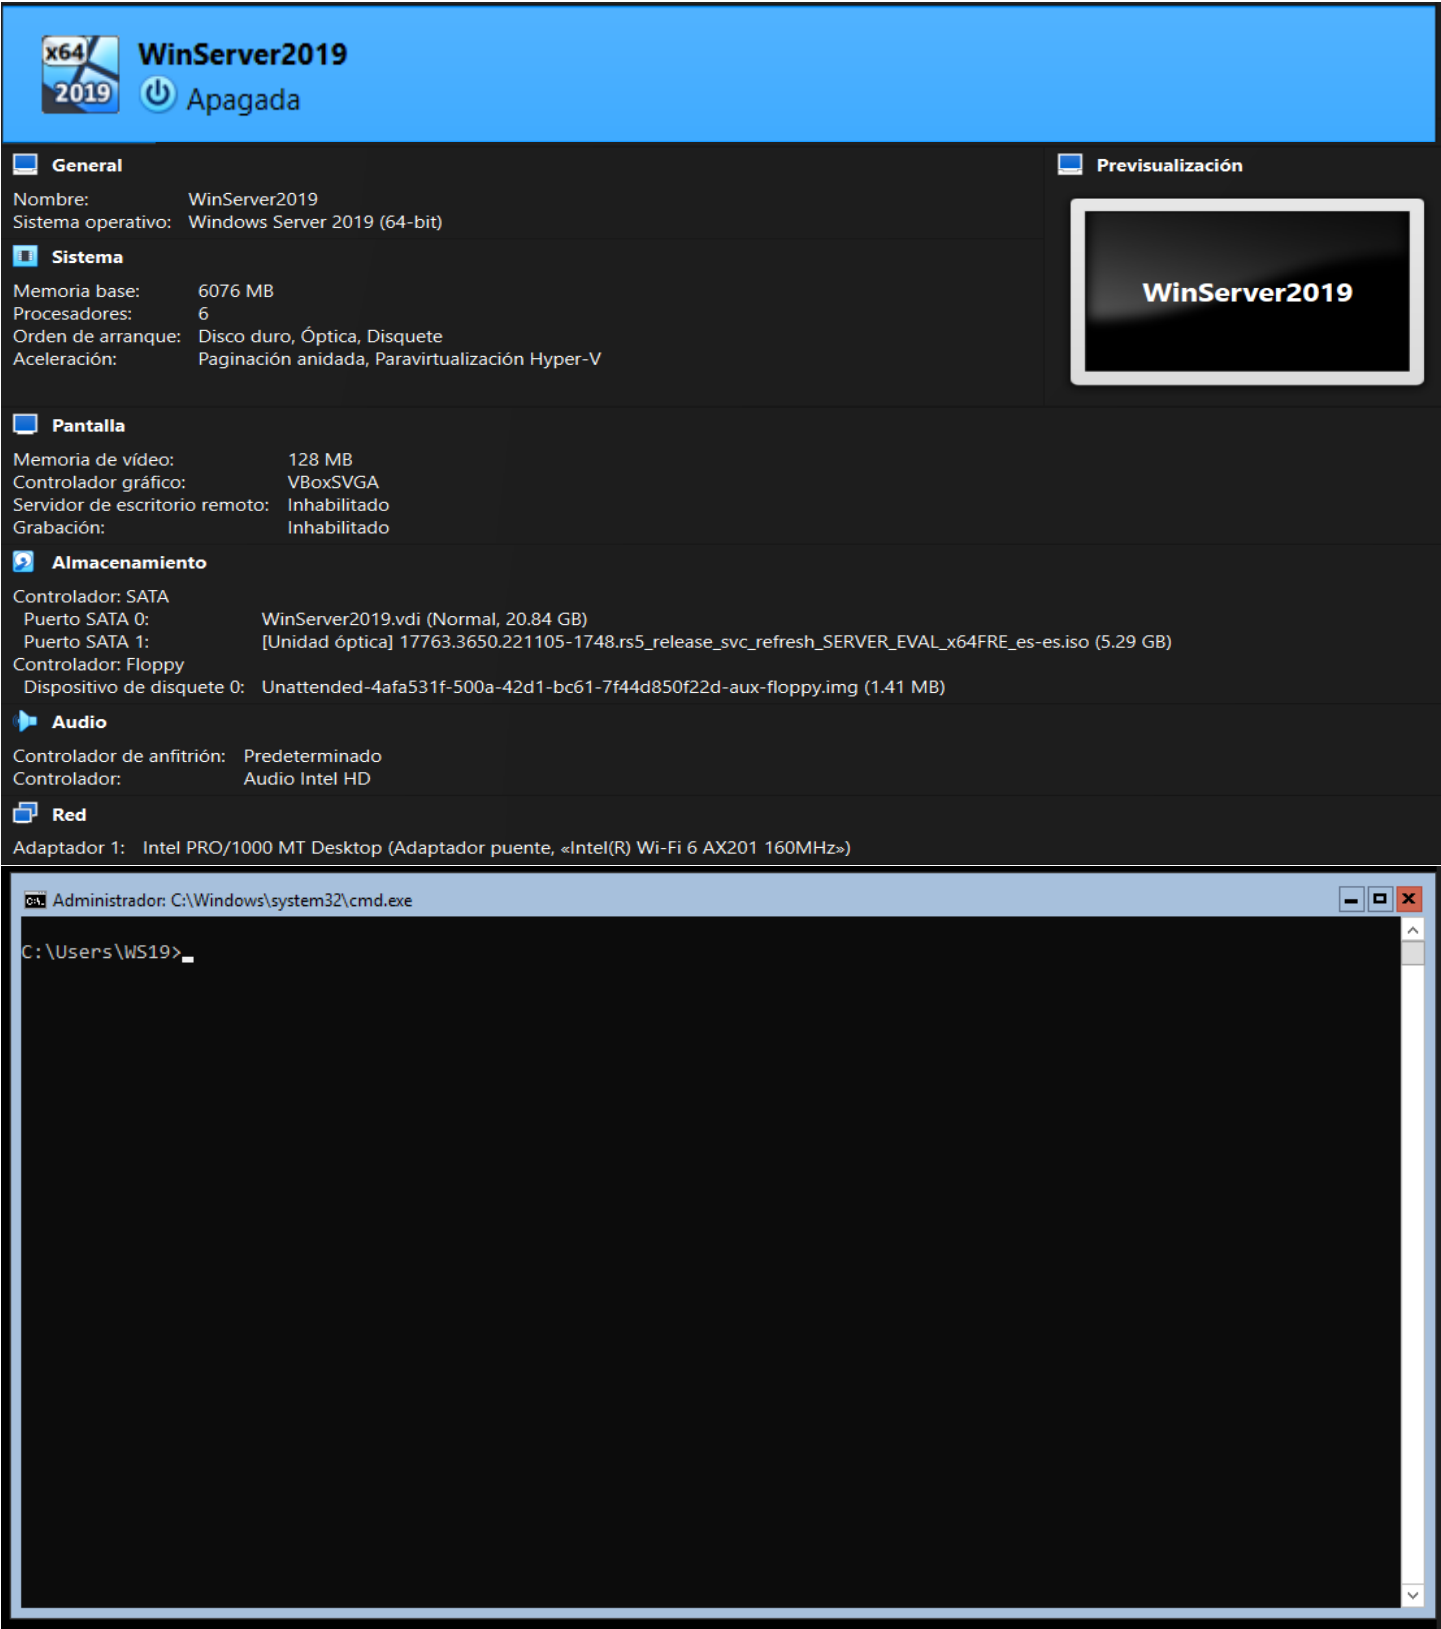 x64
2019
WinServer2019
Apagada
General
Nombre: WinServer2019
Sistema operativo: Windows Server 2019 (64-bit)
Previsualización
WinServer2019
Sistema
Memoria base: 6076 MB
Procesadores: 6
Orden de arranque: Disco duro, Óptica, Disquete
Aceleración: Paginación anidada, Paravirtualización Hyper-V
Pantalla
Memoria de vídeo: 128 MB
Controlador gráfico: VBoxSVGA
Servidor de escritorio remoto: Inhabilitado
Grabación: Inhabilitado
Almacenamiento
Controlador: SATA
Puerto SATA 0: WinServer2019.vdi (Normal, 20.84 GB)
Puerto SATA 1: [Unidad óptica] 17763.3650.221105-1748.rs5_release_svc_refresh_SERVER_EVAL_x64FRE_es-es.iso (5.29 GB)
Controlador: Floppy
Dispositivo de disquete 0: Unattended-4afa531f-500a-42d1-bc61-7f44d850f22d-aux-floppy.img (1.41 MB)
Audio
Controlador de anfitrión: Predeterminado
Controlador: Audio Intel HD
Red
Adaptador 1: Intel PRO/1000 MT Desktop (Adaptador puente, «Intel(R) Wi-Fi 6 AX201 160MHz»)
Administrador: C:\Windows\system32\cmd.exe
C:\Users\WS19>